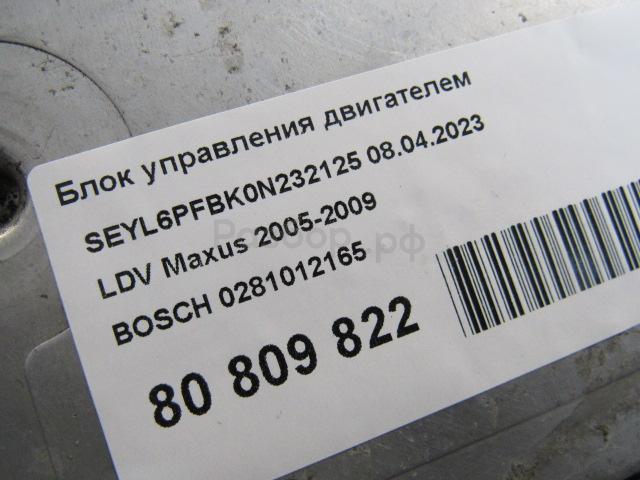 Блок управления двигателем
SEYL6PFBK0N232125 08.04.2023
LDV Maxus 2005-2009
BOSCH 0281012165
80 809 822